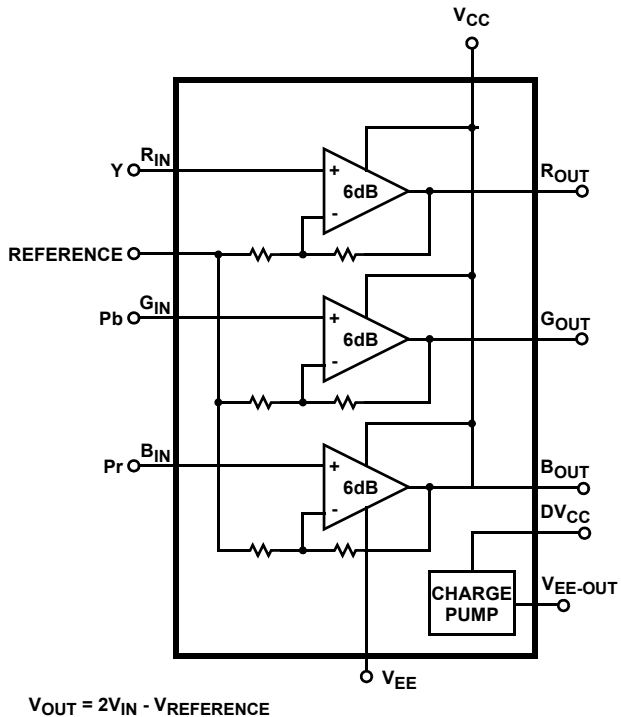 VCC
RIN
Y
+
6dB
-
ROUT
REFERENCE
GIN
Pb
+
6dB
-
GOUT
BIN
Pr
+
6dB
-
BOUT
DVCC
CHARGE
PUMP
VEE-OUT
VEE
VOUT = 2VIN - VREFERENCE